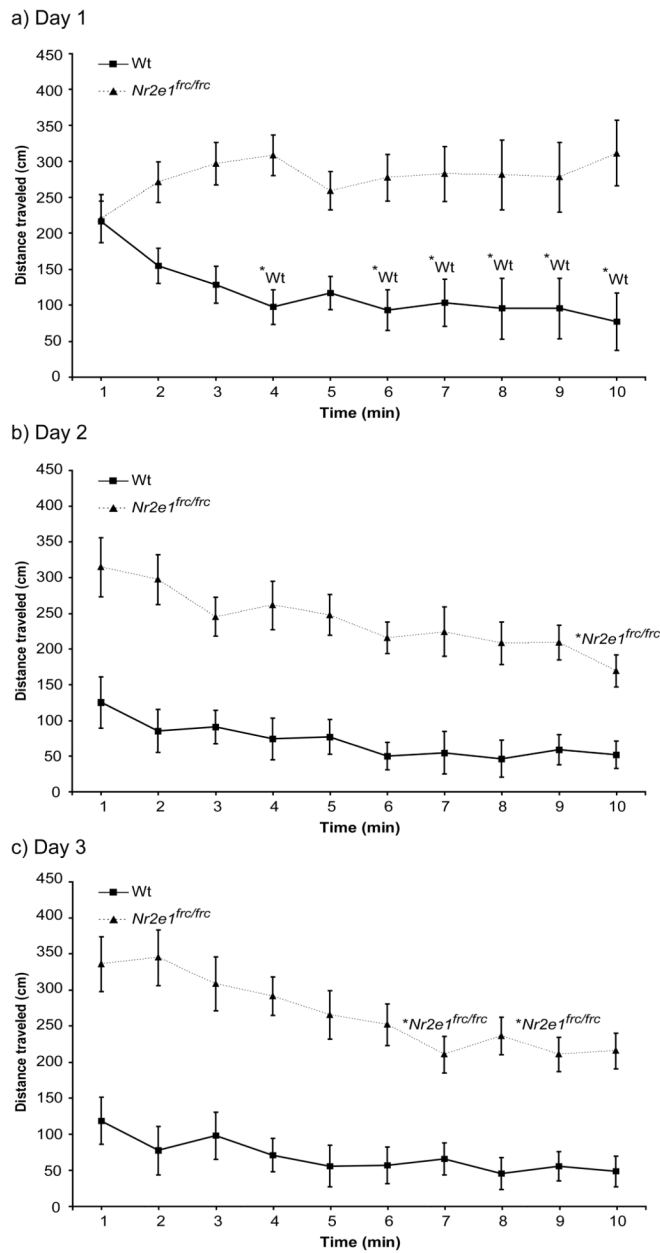 a) Day 1
450
400
350
300
250
200
150
100
50
0
Distance traveled (cm)
Wt
Nr2e1frc/frc
*Wt
*Wt
*Wt
*Wt
*Wt
*Wt
1 2 3 4 5 6 7 8 9 10
Time (min)
b) Day 2
450
400
350
300
250
200
150
100
50
0
Distance traveled (cm)
Wt
Nr2e1frc/frc
*Nr2e1frc/frc
1 2 3 4 5 6 7 8 9 10
Time (min)
c) Day 3
450
400
350
300
250
200
150
100
50
0
Distance traveled (cm)
Wt
Nr2e1frc/frc
*Nr2e1frc/frc
*Nr2e1frc/frc
1 2 3 4 5 6 7 8 9 10
Time (min)